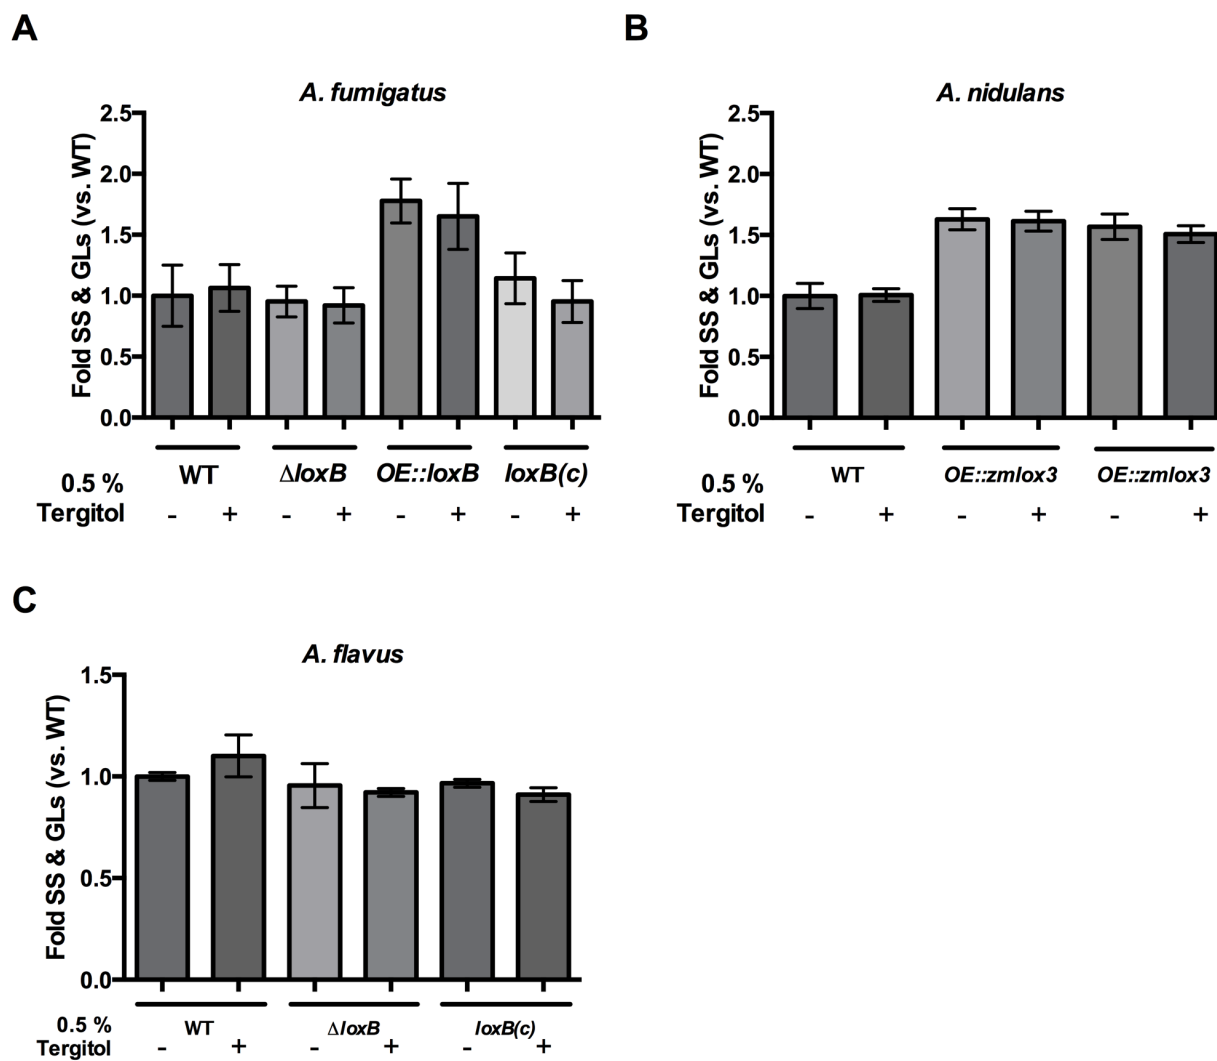 A
A. fumigatus
Fold SS & GLs (vs. WT)
2.5
2.0
1.5
1.0
0.5
0.0
WT
ΔloxB
OE::loxB
loxB(c)
0.5 %
Tergitol
- + - + - + - +
B
A. nidulans
Fold SS & GLs (vs. WT)
2.5
2.0
1.5
1.0
0.5
0.0
WT
OE::zmlox3
OE::zmlox3
0.5 %
Tergitol
- + - + - +
C
A. flavus
Fold SS & GLs (vs. WT)
1.5
1.0
0.5
0.0
WT
ΔloxB
loxB(c)
0.5 %
Tergitol
- + - + - +